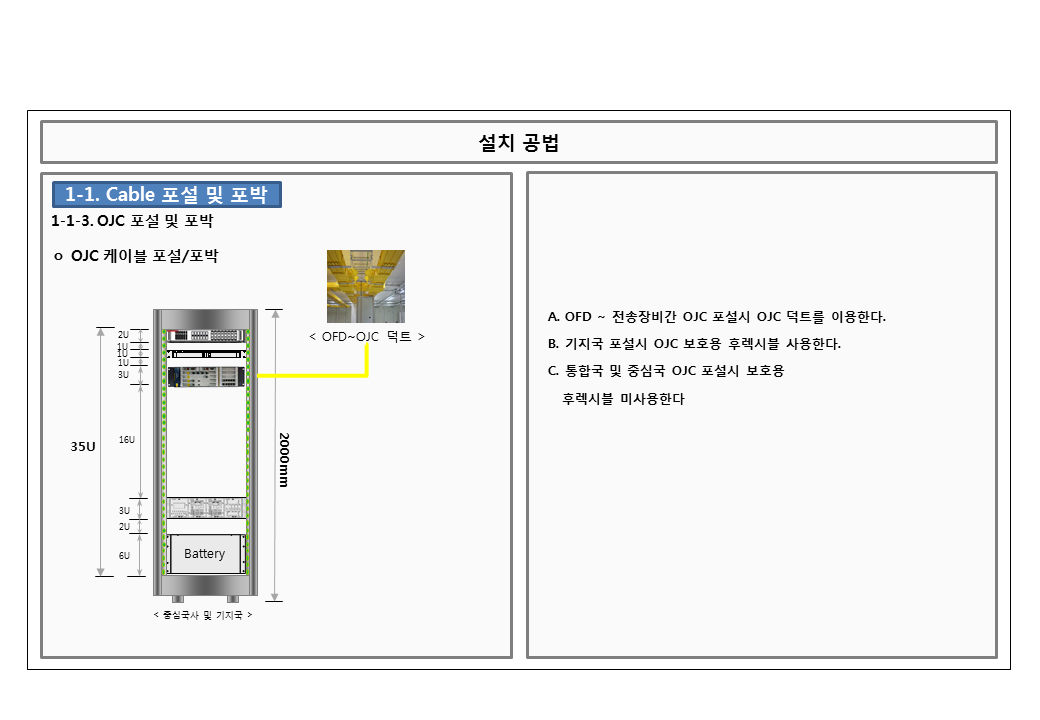 설치 공법
1-1. Cable 포설 및 포박
1-1-3. OJC 포설 및 포박
ㅇ OJC 케이블 포설/포박
< OFD~OJC 덕트 >
2U
1U
1U
1U
3U
16U
35U
2000mm
3U
2U
6U
Battery
< 중심국사 및 기지국 >
A. OFD ~ 전송장비간 OJC 포설시 OJC 덕트를 이용한다.
B. 기지국 포설시 OJC 보호용 후렉시블 사용한다.
C. 통합국 및 중심국 OJC 포설시 보호용
후렉시블 미사용한다